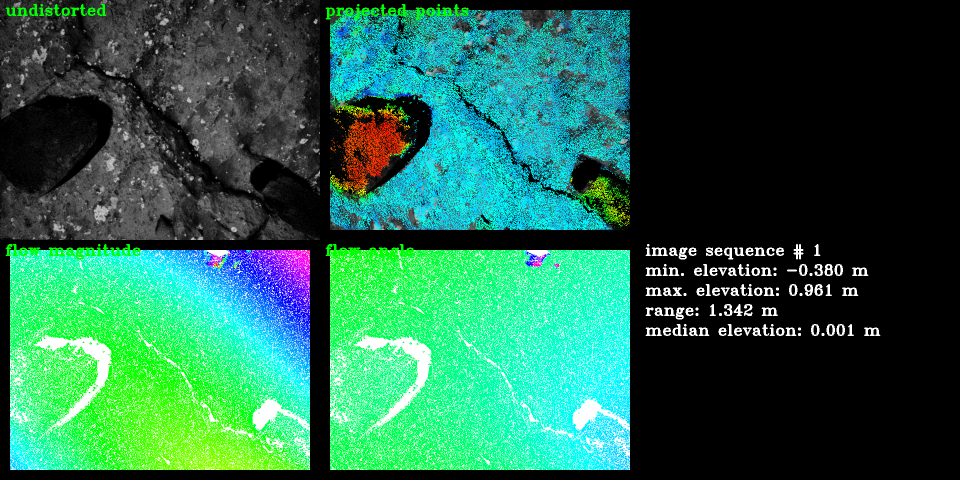 undistorted
projected points
flow magnitude
flow angle
image sequence # 1
min. elevation: -0.380 m
max. elevation: 0.961 m
range: 1.342 m
median elevation: 0.001 m